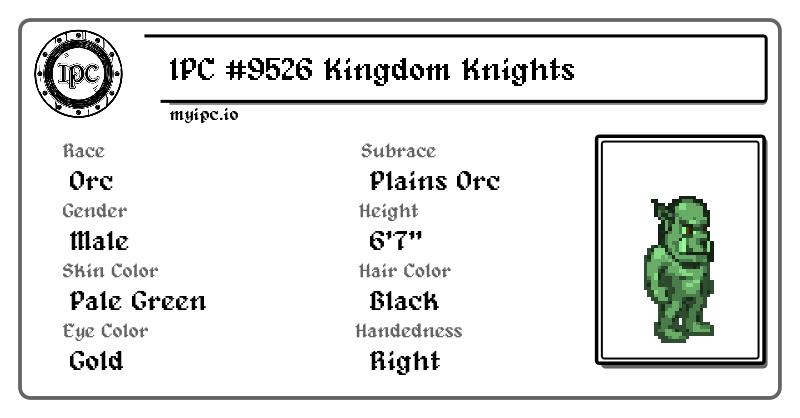 IPC
IPC #9526 Kingdom Knights
myipc.io
Race
Orc
Subrace
Plains Orc
Gender
Male
Height
6'7"
Skin Color
Pale Green
Hair Color
Black
Eye Color
Gold
Handedness
Right